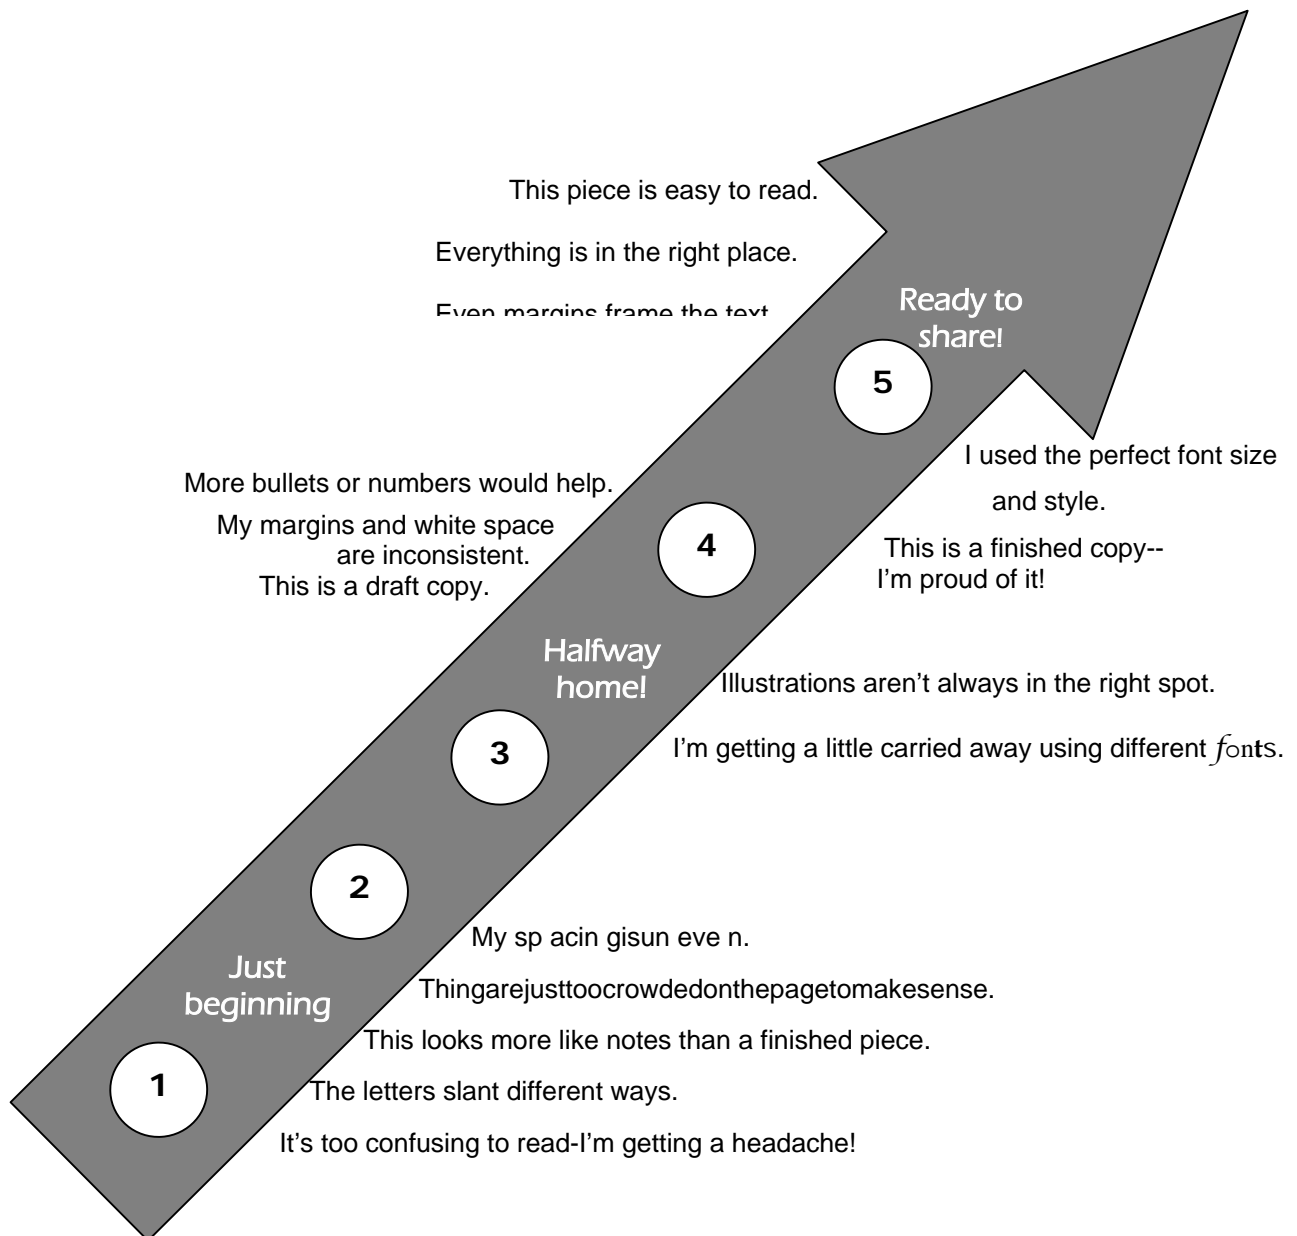 This piece is easy to read.
Everything is in the right place.
Even margins frame the text
Ready to
share!
5
I used the perfect font size
and style.
This is a finished copy--
I'm proud of it!
More bullets or numbers would help.
My margins and white space
are inconsistent.
This is a draft copy.
4
Halfway
home!
Illustrations aren't always in the right spot.
I'm getting a little carried away using different fonts.
3
2
My sp acin gisun eve n.
Thingarejusttoocrowdedonthepagetomakesense.
Just
beginning
This looks more like notes than a finished piece.
The letters slant different ways.
1
It's too confusing to read-I'm getting a headache!